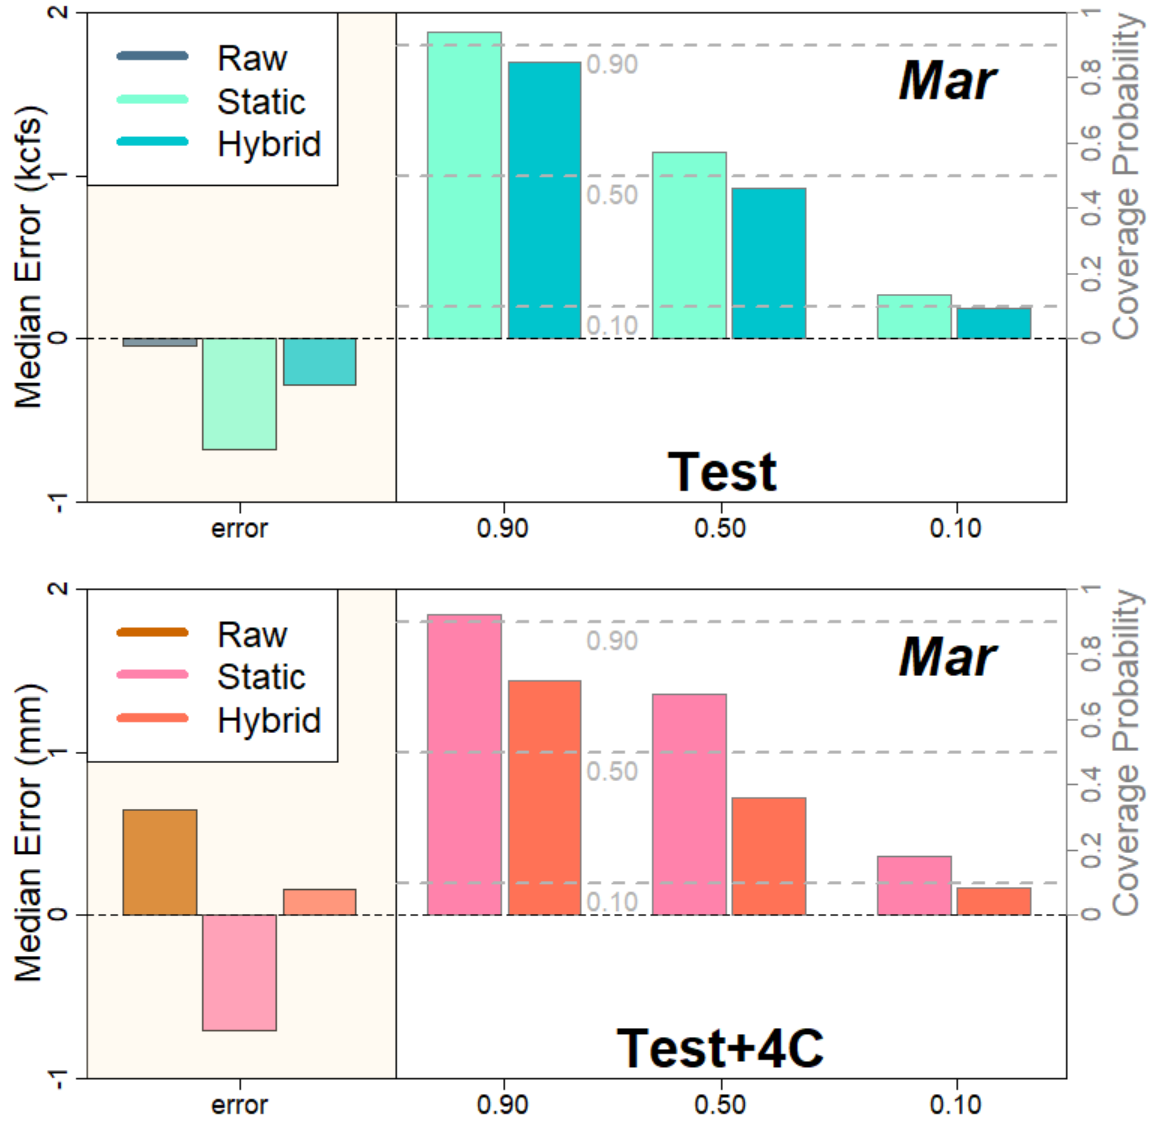 2
1
0
-1
Median Error (kcfs)
Raw
Static
Hybrid
Mar
0.90
0.50
0.10
Test
1
0.8
0.6
0.4
0.2
0
Coverage Probability
error
0.90
0.50
0.10
2
1
0
-1
Median Error (mm)
Raw
Static
Hybrid
Mar
0.90
0.50
0.10
Test+4C
1
0.8
0.6
0.4
0.2
0
Coverage Probability
error
0.90
0.50
0.10